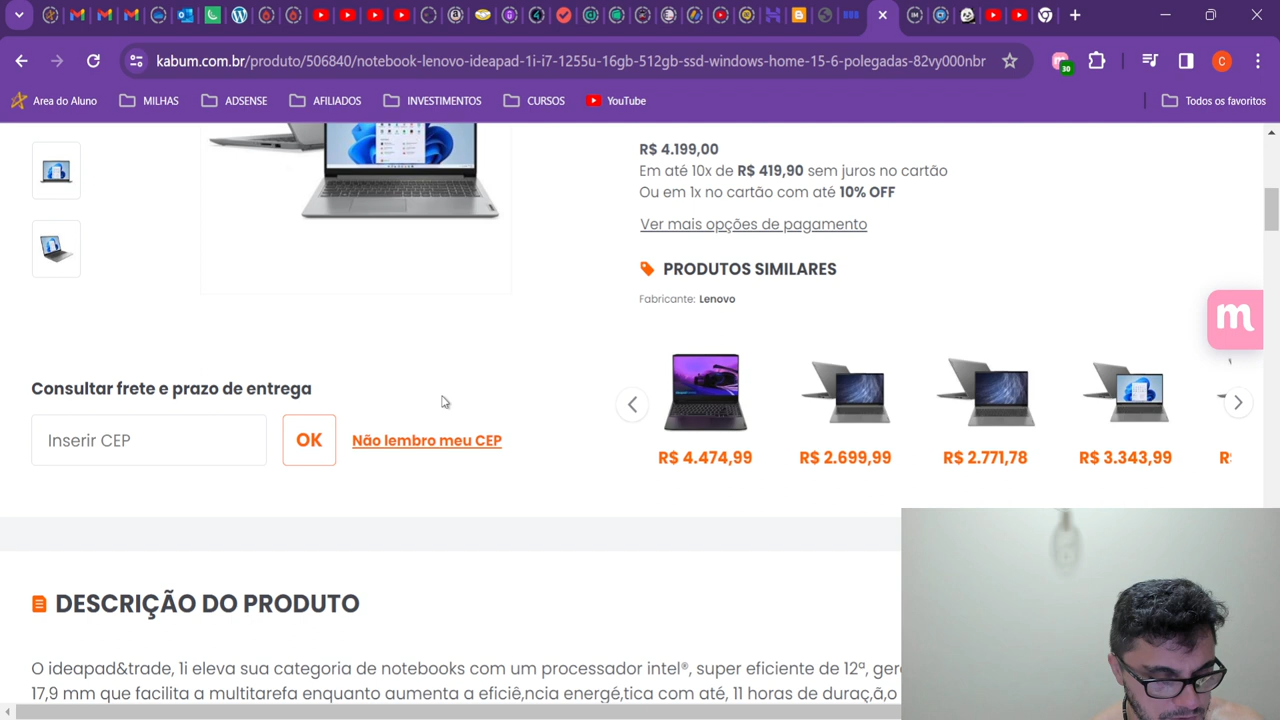 kabum.com.br/produto/506840/notebook-lenovo-ideapad-1i-i7-1255u-16gb-512gb-ssd-windows-home-15-6-polegadas-82vy000nbr
C
30
Area do Aluno
MILHAS
ADSENSE
AFILIADOS
INVESTIMENTOS
CURSOS
YouTube
Todos os favoritos
R$ 4.199,00
Em até 10x de R$ 419,90 sem juros no cartão
Ou em 1x no cartão com até 10% OFF
Ver mais opções de pagamento
PRODUTOS SIMILARES
Fabricante: Lenovo
m
Consultar frete e prazo de entrega
Inserir CEP
OK
Não lembro meu CEP
R$ 4.474,99
R$ 2.699,99
R$ 2.771,78
R$ 3.343,99
DESCRIÇÃO DO PRODUTO
O ideapad&trade, 1i eleva sua categoria de notebooks com um processador intel®, super eficiente de 12ª,
17,9 mm que facilita a multitarefa enquanto aumenta a eficiê,ncia energé,tica com até, 11 horas de duraç,ã,o